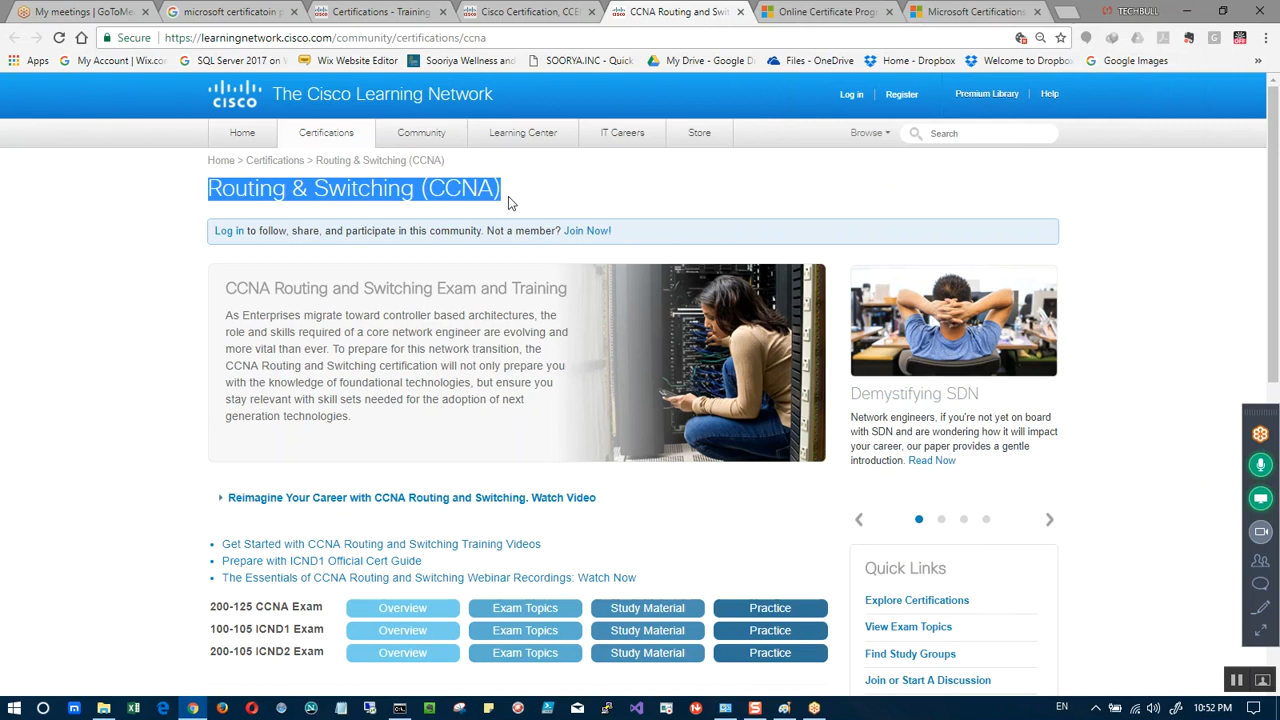 My meetings | GoToMee
microsoft certifcation p
Certifications - Training
Cisco Certification, CCE
CCNA Routing and Swit
Online Certificate Prog
Microsoft Certifications
TECHBULL
Secure
https://learningnetwork.cisco.com/community/certifications/ccna
Apps
My Account | Wix.co
SQL Server 2017 on
Wix Website Editor
Sooriya Wellness and
SOORYA.INC - Quick
My Drive - Google D
Files - OneDrive
Home - Dropbox
Welcome to Dropbox
Google Images
CISCO
The Cisco Learning Network
Log in
Register
Premium Library
Help
Home
Certifications
Community
Learning Center
IT Careers
Store
Browse
Search
Home > Certifications > Routing & Switching (CCNA)
Routing & Switching (CCNA)
Log in to follow, share, and participate in this community. Not a member? Join Now!
CCNA Routing and Switching Exam and Training
As Enterprises migrate toward controller based architectures, the
role and skills required of a core network engineer are evolving and
more vital than ever. To prepare for this network transition, the
CCNA Routing and Switching certification will not only prepare you
with the knowledge of foundational technologies, but ensure you
stay relevant with skill sets needed for the adoption of next
generation technologies.
Demystifying SDN
Network engineers, if you're not yet on board
with SDN and are wondering how it will impact
your career, our paper provides a gentle
introduction. Read Now
Reimagine Your Career with CCNA Routing and Switching. Watch Video
Get Started with CCNA Routing and Switching Training Videos
Prepare with ICND1 Official Cert Guide
The Essentials of CCNA Routing and Switching Webinar Recordings: Watch Now
200-125 CCNA Exam Overview Exam Topics Study Material Practice
100-105 ICND1 Exam Overview Exam Topics Study Material Practice
200-105 ICND2 Exam Overview Exam Topics Study Material Practice
Quick Links
Explore Certifications
View Exam Topics
Find Study Groups
Join or Start A Discussion
EN
10:52 PM